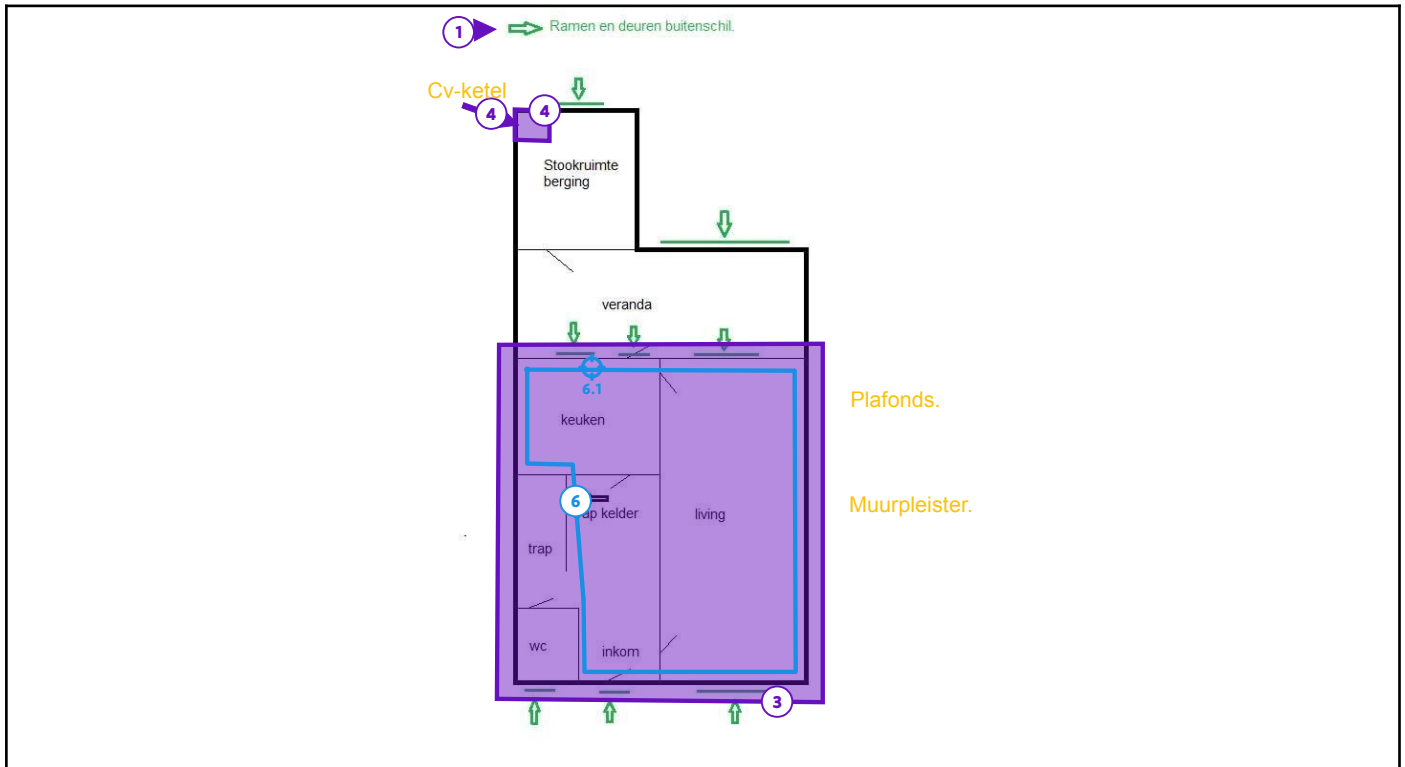 1
Ramen en deuren buitenschil.
Cv-ketel
4
4
Stookruimte
berging
veranda
6.1
keuken
Plafonds.
6
kelder
living
Muurpleister.
trap
wc
inkom
3